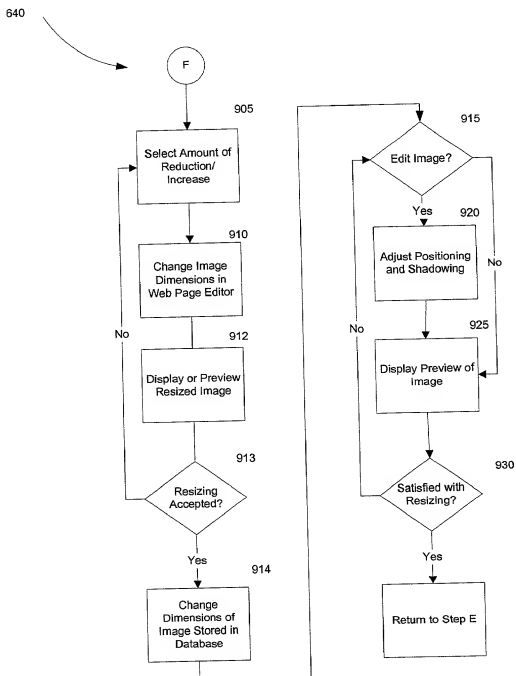 640
F
905
Select Amount of
Reduction/
Increase
910
Change Image
Dimensions in
Web Page Editor
No
912
Display or Preview
Resized Image
913
Resizing
Accepted?
Yes
914
Change
Dimensions of
Image Stored in
Database
915
Edit Image?
Yes
920
Adjust Positioning
and Shadowing
No
925
No
Display Preview of
Image
930
Satisfied with
Resizing?
Yes
Return to Step E